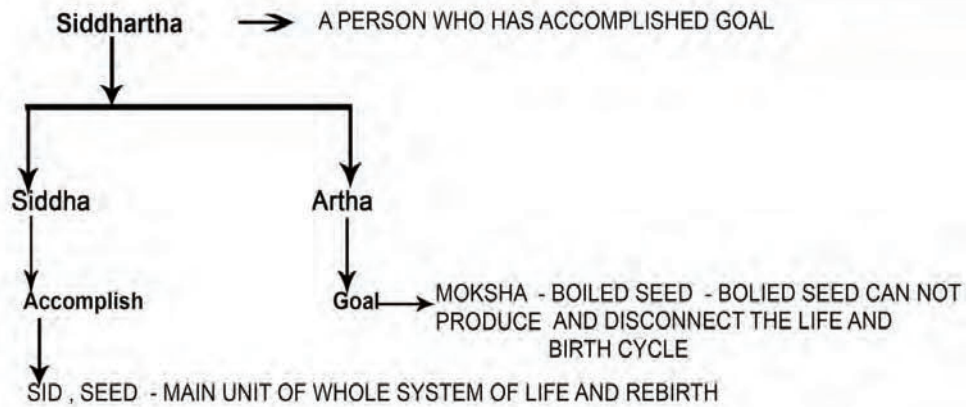 Siddhartha A PERSON WHO HAS ACCOMPLISHED GOAL
Siddha Artha
Accomplish Goal MOKSHA - BOILED SEED - BOLIED SEED CAN NOT
PRODUCE AND DISCONNECT THE LIFE AND
BIRTH CYCLE
SID , SEED - MAIN UNIT OF WHOLE SYSTEM OF LIFE AND REBIRTH